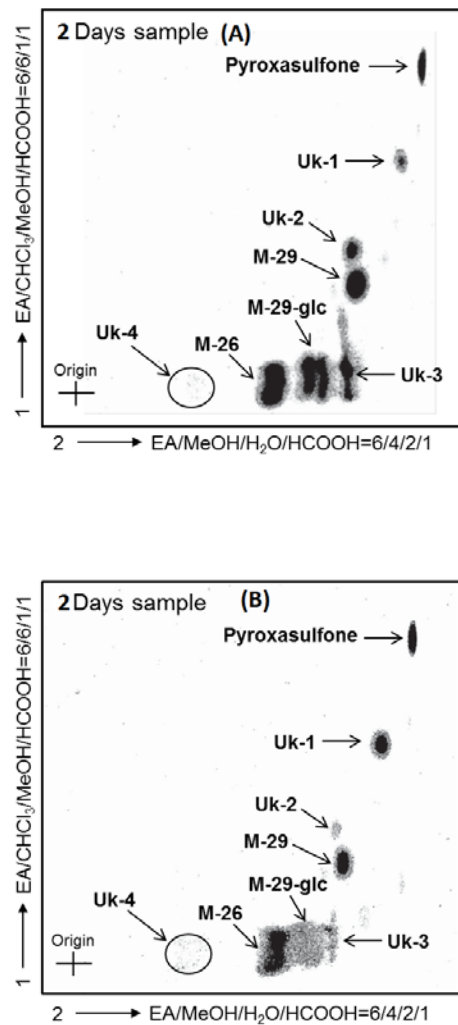 2 Days sample (A)
Pyroxasulfone
Uk-1
Uk-2
M-29
M-29-glc
Uk-4
M-26
Uk-3
Origin
1 → EA/CHCl₃/MeOH/HCOOH=6/6/1/1
2 → EA/MeOH/H₂O/HCOOH=6/4/2/1
2 Days sample (B)
Pyroxasulfone
Uk-1
Uk-2
M-29
M-29-glc
Uk-4
M-26
Uk-3
Origin
1 → EA/CHCl₃/MeOH/HCOOH=6/6/1/1
2 → EA/MeOH/H₂O/HCOOH=6/4/2/1